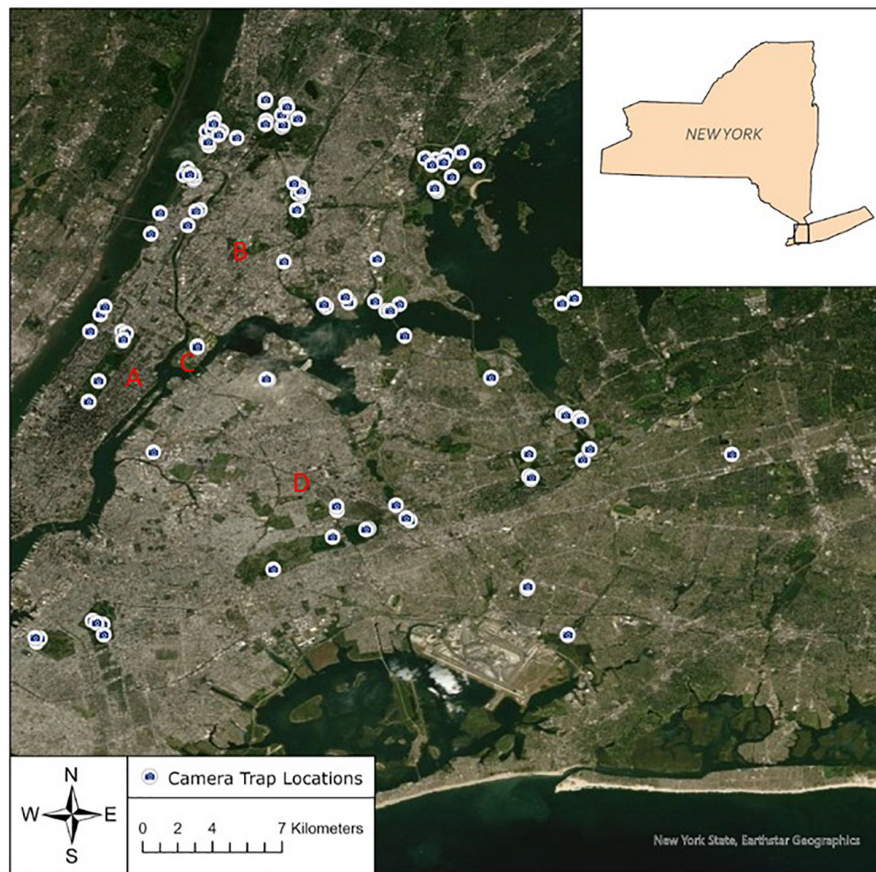 NEW YORK
B
A
C
D
N
W
E
S
Camera Trap Locations
0 2 4 7 Kilometers
New York State, Earthstar Geographics